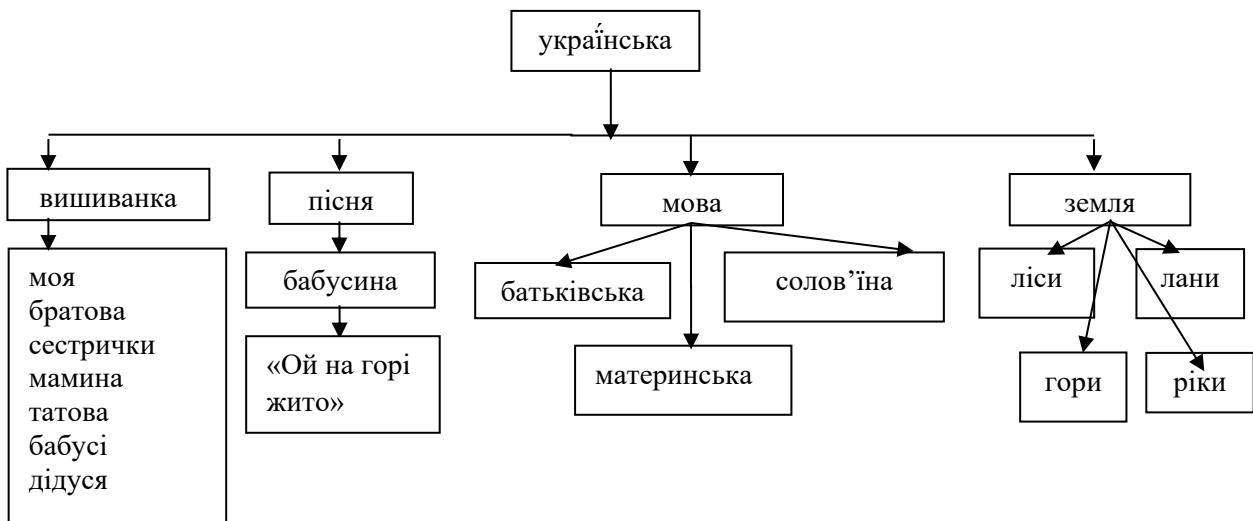 украї́нська
вишиванка
пісня
мова
земля
моя
братова
сестрички
мамина
татова
бабусі
дідуся
бабусина
«Ой на горі
жито»
батьківська
солов’їна
материнська
ліси
лани
гори
ріки